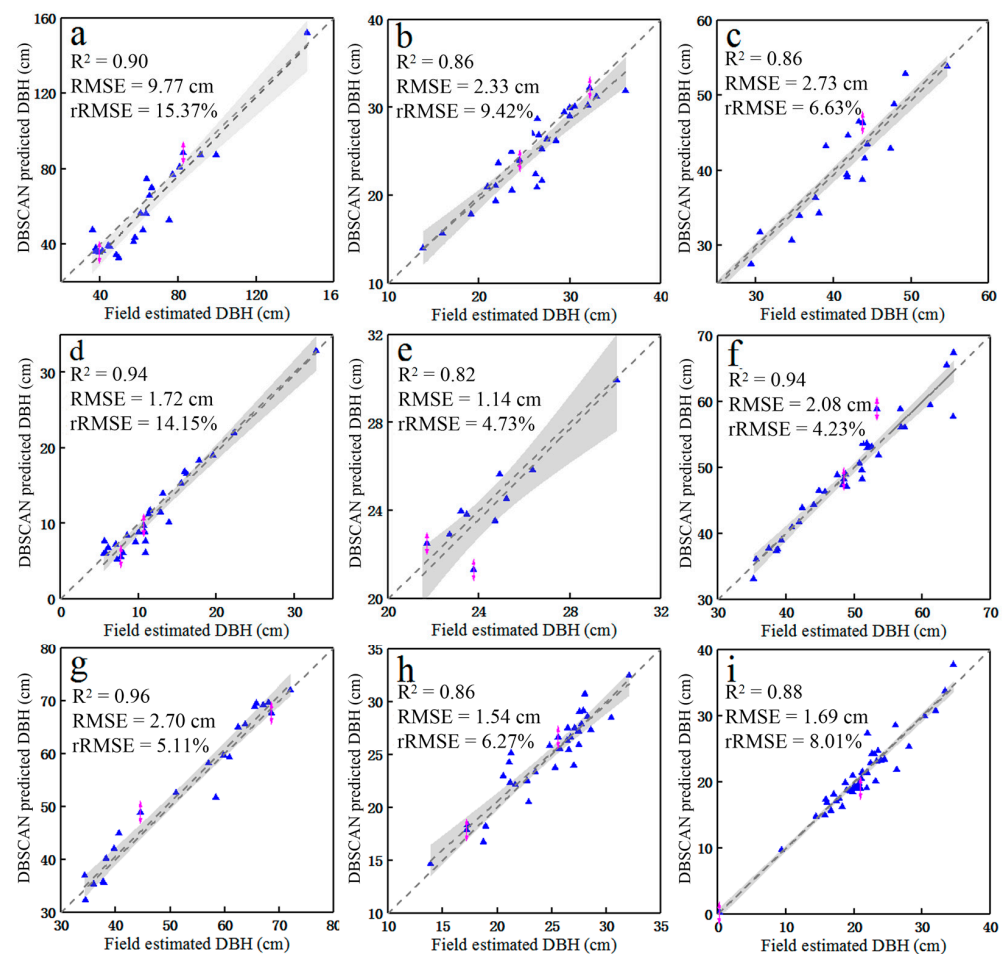 a
R² = 0.90
RMSE = 9.77 cm
rRMSE = 15.37%
DBSCAN predicted DBH (cm)
160
120
80
40
40
80
120
16
Field estimated DBH (cm)
b
R² = 0.86
RMSE = 2.33 cm
rRMSE = 9.42%
DBSCAN predicted DBH (cm)
40
30
20
10
10
20
30
40
Field estimated DBH (cm)
c
R² = 0.86
RMSE = 2.73 cm
rRMSE = 6.63%
DBSCAN predicted DBH (cm)
60
50
40
30
30
40
50
60
Field estimated DBH (cm)
d
R² = 0.94
RMSE = 1.72 cm
rRMSE = 14.15%
DBSCAN predicted DBH (cm)
30
20
10
0
0
10
20
30
Field estimated DBH (cm)
e
R² = 0.82
RMSE = 1.14 cm
rRMSE = 4.73%
DBSCAN predicted DBH (cm)
32
28
24
20
20
24
28
32
Field estimated DBH (cm)
f
R² = 0.94
RMSE = 2.08 cm
rRMSE = 4.23%
DBSCAN predicted DBH (cm)
70
60
50
40
30
30
40
50
60
70
Field estimated DBH (cm)
g
R² = 0.96
RMSE = 2.70 cm
rRMSE = 5.11%
DBSCAN predicted DBH (cm)
80
70
60
50
40
30
30
40
50
60
70
80
Field estimated DBH (cm)
h
R² = 0.86
RMSE = 1.54 cm
rRMSE = 6.27%
DBSCAN predicted DBH (cm)
35
30
25
20
15
10
10
15
20
25
30
35
Field estimated DBH (cm)
i
R² = 0.88
RMSE = 1.69 cm
rRMSE = 8.01%
DBSCAN predicted DBH (cm)
40
30
20
10
0
0
10
20
30
40
Field estimated DBH (cm)